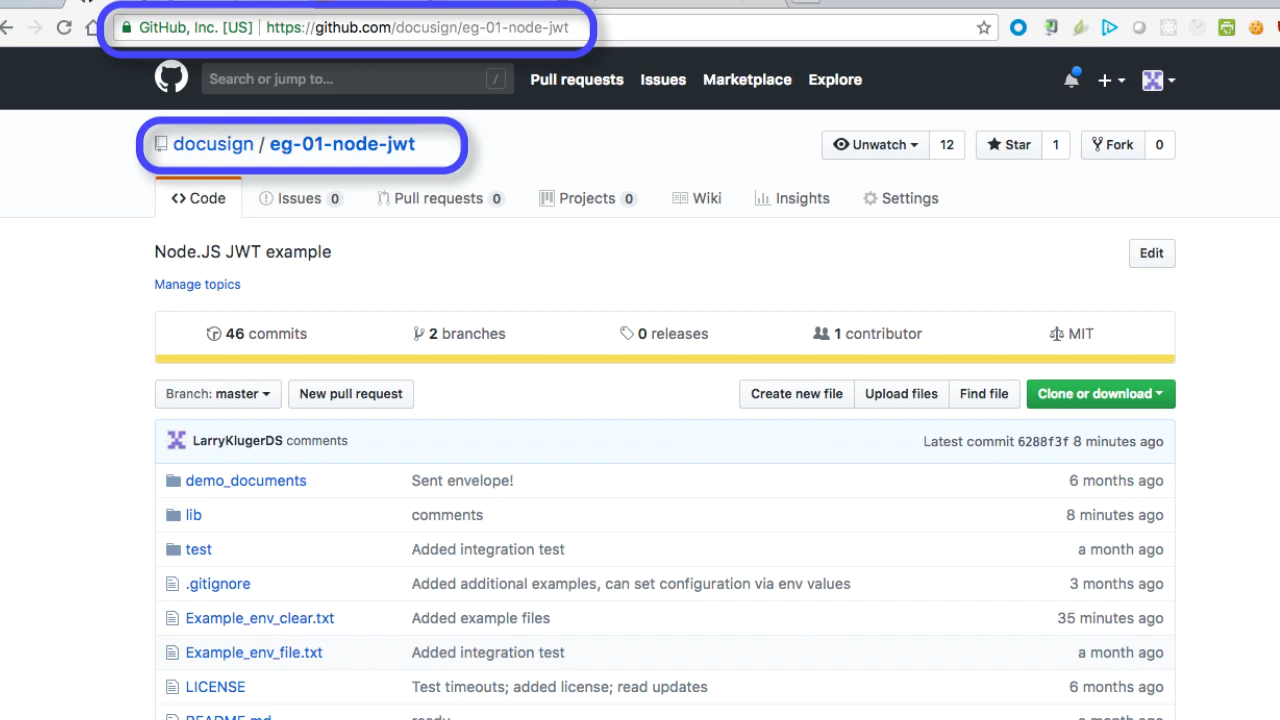 GitHub, Inc. [US] | https://github.com/docusign/eg-01-node-jwt
Search or jump to... / Pull requests Issues Marketplace Explore
docusign / eg-01-node-jwt Unwatch 12 Star 1 Fork 0
Code Issues 0 Pull requests 0 Projects 0 Wiki Insights Settings
Node.JS JWT example Edit
Manage topics
46 commits 2 branches 0 releases 1 contributor MIT
Branch: master New pull request Create new file Upload files Find file Clone or download
LarryKlugerDS comments Latest commit 6288f3f 8 minutes ago
demo_documents Sent envelope! 6 months ago
lib comments 8 minutes ago
test Added integration test a month ago
.gitignore Added additional examples, can set configuration via env values 3 months ago
Example_env_clear.txt Added example files 35 minutes ago
Example_env_file.txt Added integration test a month ago
LICENSE Test timeouts; added license; read updates 6 months ago
README.md ready a month ago